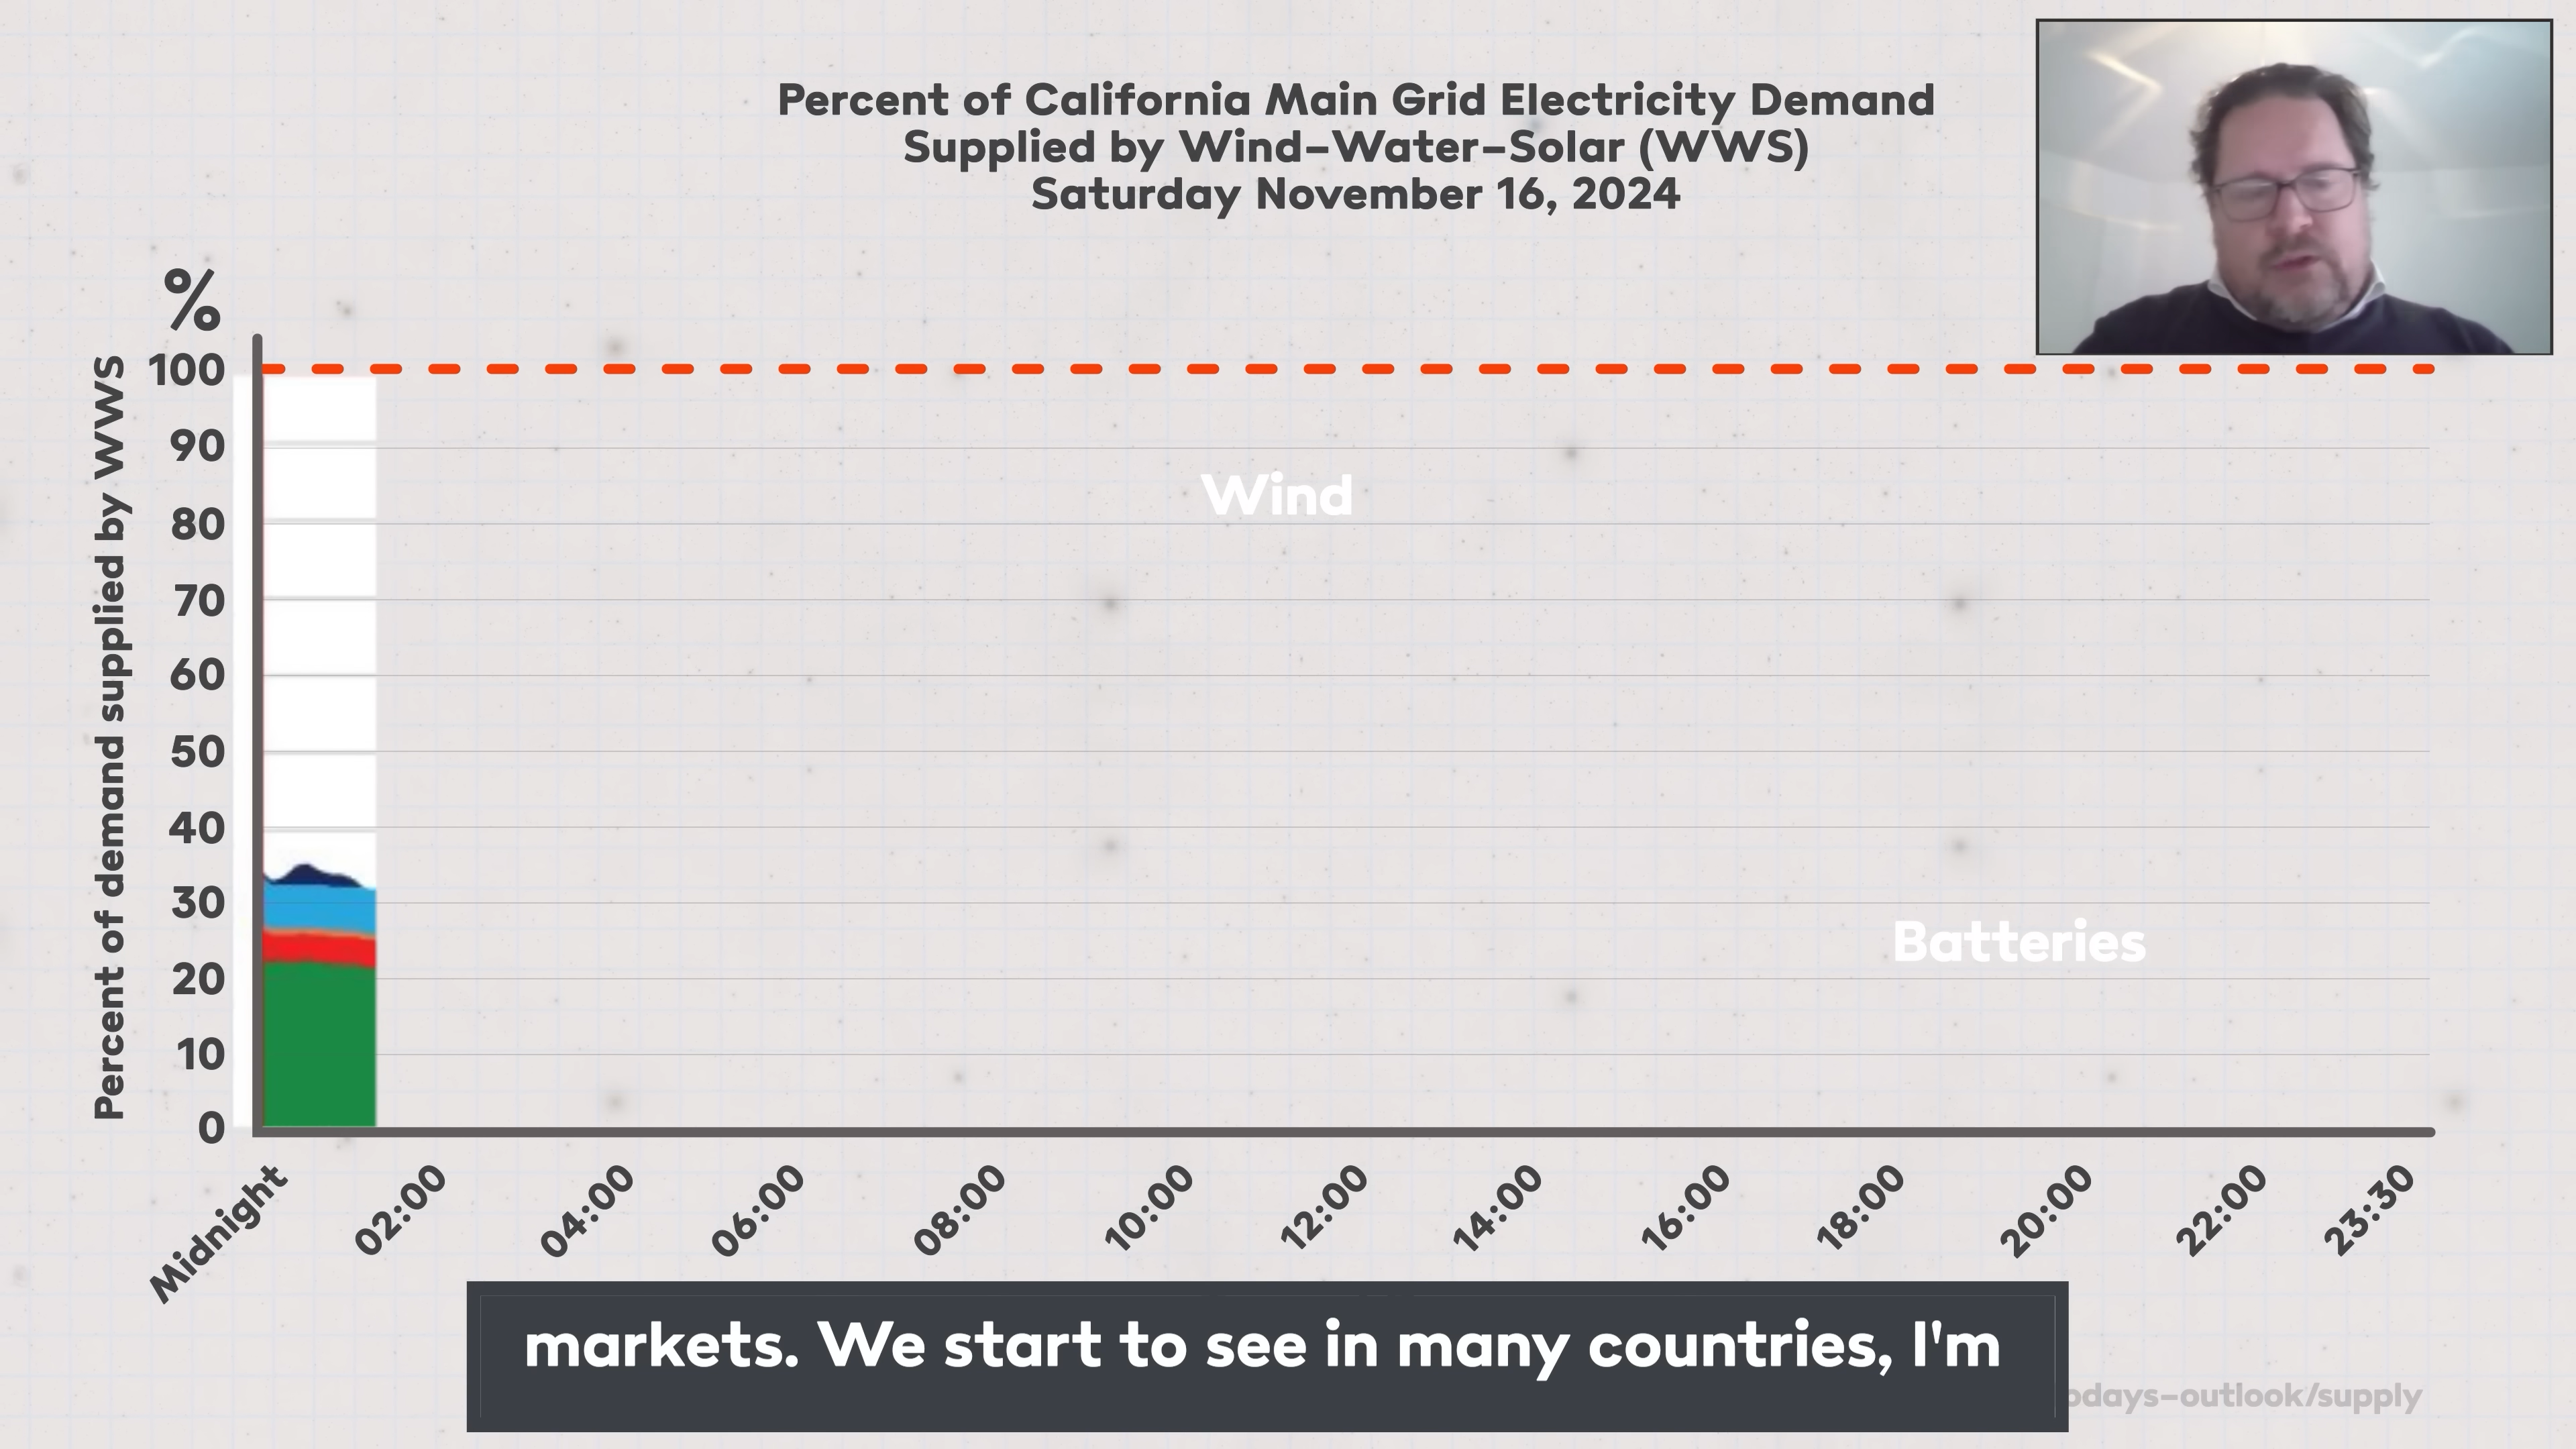 Percent of California Main Grid Electricity Demand
Supplied by Wind–Water–Solar (WWS)
Saturday November 16, 2024
%
Percent of demand supplied by WWS
100
90
80
70
60
50
40
30
20
10
0
Wind
Batteries
Midnight
02:00
04:00
06:00
08:00
10:00
12:00
14:00
16:00
18:00
20:00
22:00
23:30
markets. We start to see in many countries, I'm
odays-outlook/supply